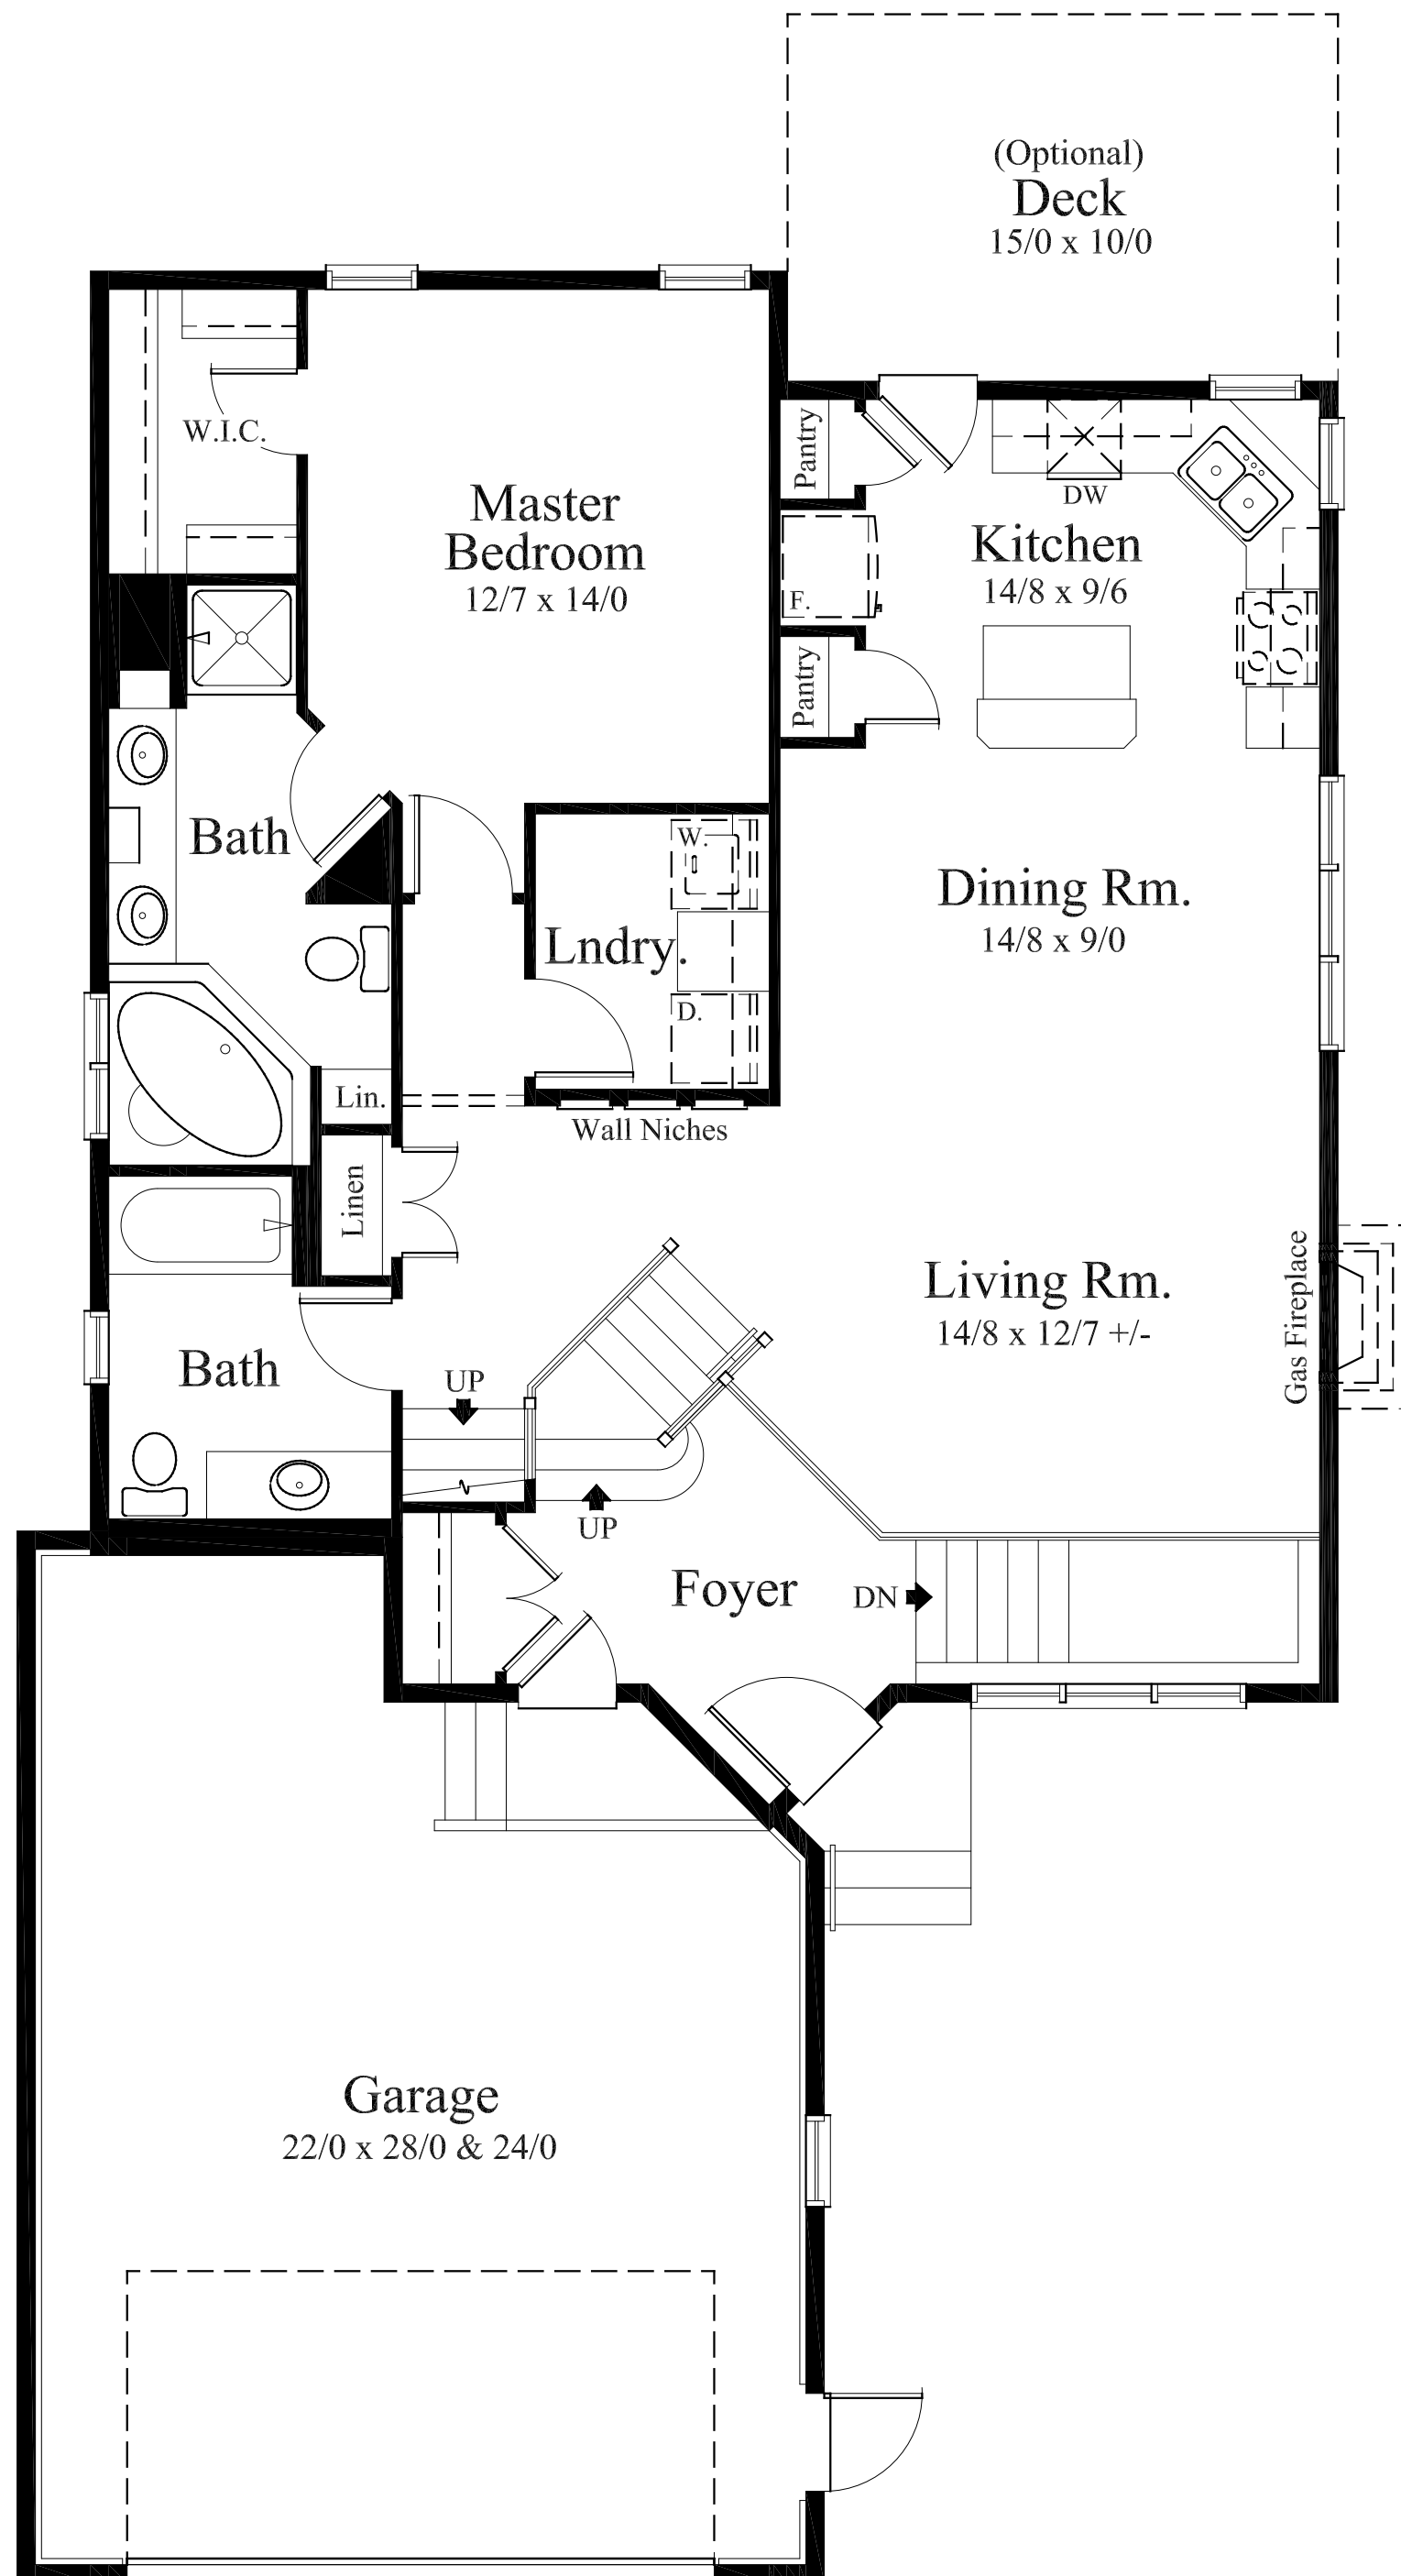 (Optional)
Deck
15/0 x 10/0
W.I.C.
Master
Bedroom
12/7 x 14/0
Pantry
DW
Kitchen
14/8 x 9/6
F.
Pantry
Bath
W.
Lndry.
D.
Dining Rm.
14/8 x 9/0
Lin.
Wall Niches
Linen
Living Rm.
14/8 x 12/7 +/-
Gas Fireplace
Bath
UP
UP
Foyer
DN
Garage
22/0 x 28/0 & 24/0